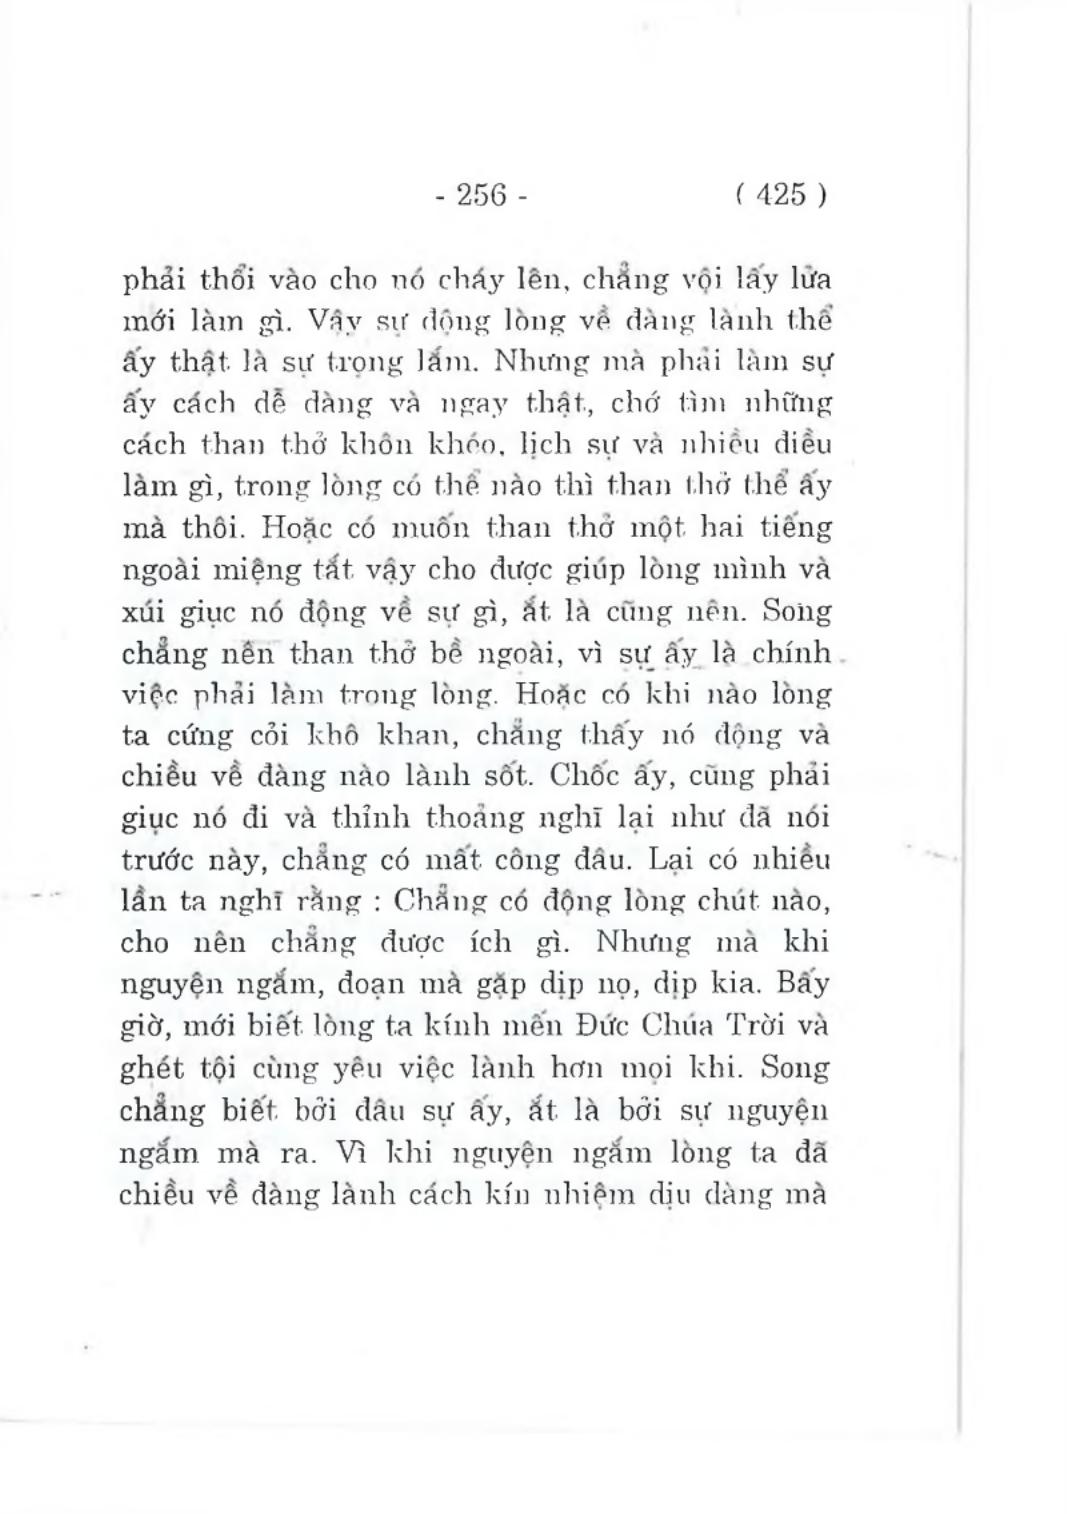 - 256 - ( 425 )
phải thổi vào cho nó cháy lên, chẳng vội lấy lửa
mới làm gì. Vậy sự động lòng về đàng lành thể
ấy thật là sự trọng lắm. Nhưng mà phải làm sự
ấy cách dễ dàng và ngay thật, chớ tìm những
cách than thở khôn khéo, lịch sự và nhiều điều
làm gì, trong lòng có thể nào thì than thở thể ấy
mà thôi. Hoặc có muốn than thở một hai tiếng
ngoài miệng tắt vậy cho được giúp lòng mình và
xúi giục nó động về sự gì, ắt là cũng nên. Song
chẳng nên than thở bề ngoài, vì sự ấy là chính
việc phải làm trong lòng. Hoặc có khi nào lòng
ta cứng cỏi khô khan, chẳng thấy nó động và
chiều về đàng nào lành sốt. Chốc ấy, cũng phải
giục nó đi và thỉnh thoảng nghĩ lại như đã nói
trước này, chẳng có mất công đâu. Lại có nhiều
lần ta nghĩ rằng : Chẳng có động lòng chút nào,
cho nên chẳng được ích gì. Nhưng mà khi
nguyện ngắm, đoạn mà gặp dịp nọ, dịp kia. Bấy
giờ, mới biết lòng ta kính mến Đức Chúa Trời và
ghét tội cùng yêu việc lành hơn mọi khi. Song
chẳng biết bởi đâu sự ấy, ắt là bởi sự nguyện
ngắm mà ra. Vì khi nguyện ngắm lòng ta đã
chiều về đàng lành cách kín nhiệm dịu dàng mà